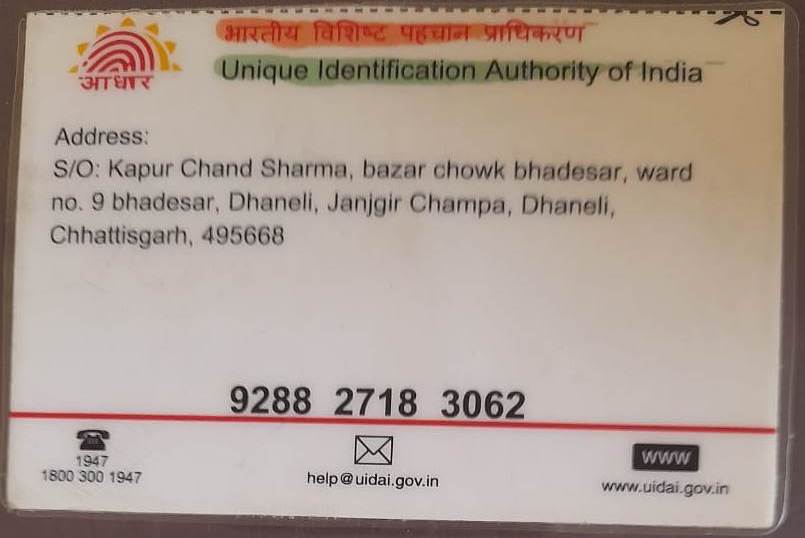 भारतीय विशिष्ट पहचान प्राधिकरण
आधार
Unique Identification Authority of India
Address:
S/O: Kapur Chand Sharma, bazar chowk bhadesar, ward
no. 9 bhadesar, Dhaneli, Janjgir Champa, Dhaneli,
Chhattisgarh, 495668
9288 2718 3062
1947
1800 300 1947
help@uidai.gov.in
www
www.uidai.gov.in